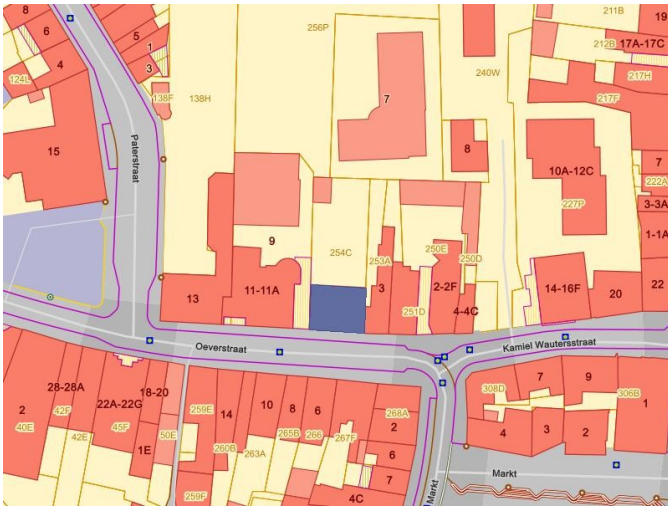 8
6
4
124L
15
5
1
3
138F
138H
256P
7
240W
8
211B
19
212B
17A-17C
217H
217F
10A-12C
227P
7
222A
3-3A
1-1A
22
Paterstraat
13
11-11A
9
254C
253A
3
251D
250E
250D
2-2F
4-4C
14-16F
20
Oeverstraat
Kamiel Wautersstraat
2
40E
28-28A
42F
42E
22A-22G
45F
18-20
1E
50E
259E
259F
14
260B
10
263A
8
265B
6
266
267F
268A
2
6
7
4C
Markt
308D
7
9
306B
1
4
3
2
Markt